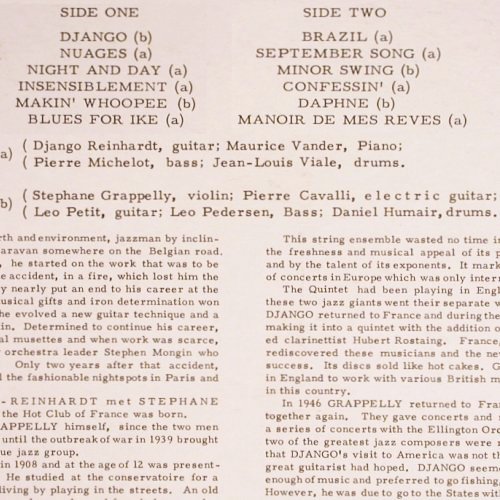 SIDE ONE
DJANGO (b)
NUAGES (a)
NIGHT AND DAY (a)
INSENSIBLEMENT (a)
MAKIN' WHOOPEE (b)
BLUES FOR IKE (a)
SIDE TWO
BRAZIL (a)
SEPTEMBER SONG (a)
MINOR SWING (b)
CONFESSIN' (a)
DAPHNE (b)
MANOIR DE MES REVES (a)
a) ( Django Reinhardt, guitar; Maurice Vander, Piano;
( Pierre Michelot, bass; Jean-Louis Viale, drums.
b) ( Stephane Grappelly, violin; Pierre Cavalli, electric guitar;
( Leo Petit, guitar; Leo Pedersen, Bass; Daniel Humair, drums.
rth and environment, jazzman by inclin-
aravan somewhere on the Belgian road.
, he started on the work that was to be
e accident, in a fire, which lost him the
y nearly put an end to his career at the
usical gifts and iron determination won
he evolved a new guitar technique and a
in. Determined to continue his career,
al musettes and when work was scarce,
orchestra leader Stephen Mongin who
Only two years after that accident,
l the fashionable nightspots in Paris and
- REINHARDT met STEPHANE
the Hot Club of France was born.
APPELLY himself, since the two men
until the outbreak of war in 1939 brought
ue jazz group.
in 1908 and at the age of 12 was present-
He studied at the conservatoire for a
living by playing in the streets. An old
This string ensemble wasted no time in
the freshness and musical appeal of its p
and by the talent of its exponents. It mark
of concerts in Europe which was only inter
The Quintet had been playing in Engl
these two jazz giants went their separate w
DJANGO returned to France and during the
making it into a quintet with the addition o
ed clarinettist Hubert Rostaing. France,
rediscovered these musicians and the new
success. Its discs sold like hot cakes. G
in England to work with various British m
in this country.
In 1946 GRAPPELLY returned to Fran
together again. They gave concerts and s
a series of concerts with the Ellington Orc
two of the greatest jazz composers were n
that DJANGO's visit to America was not th
great guitarist had hoped. DJANGO seem
enough of music and preferred to go fishing
However, he was due to go to the States wit